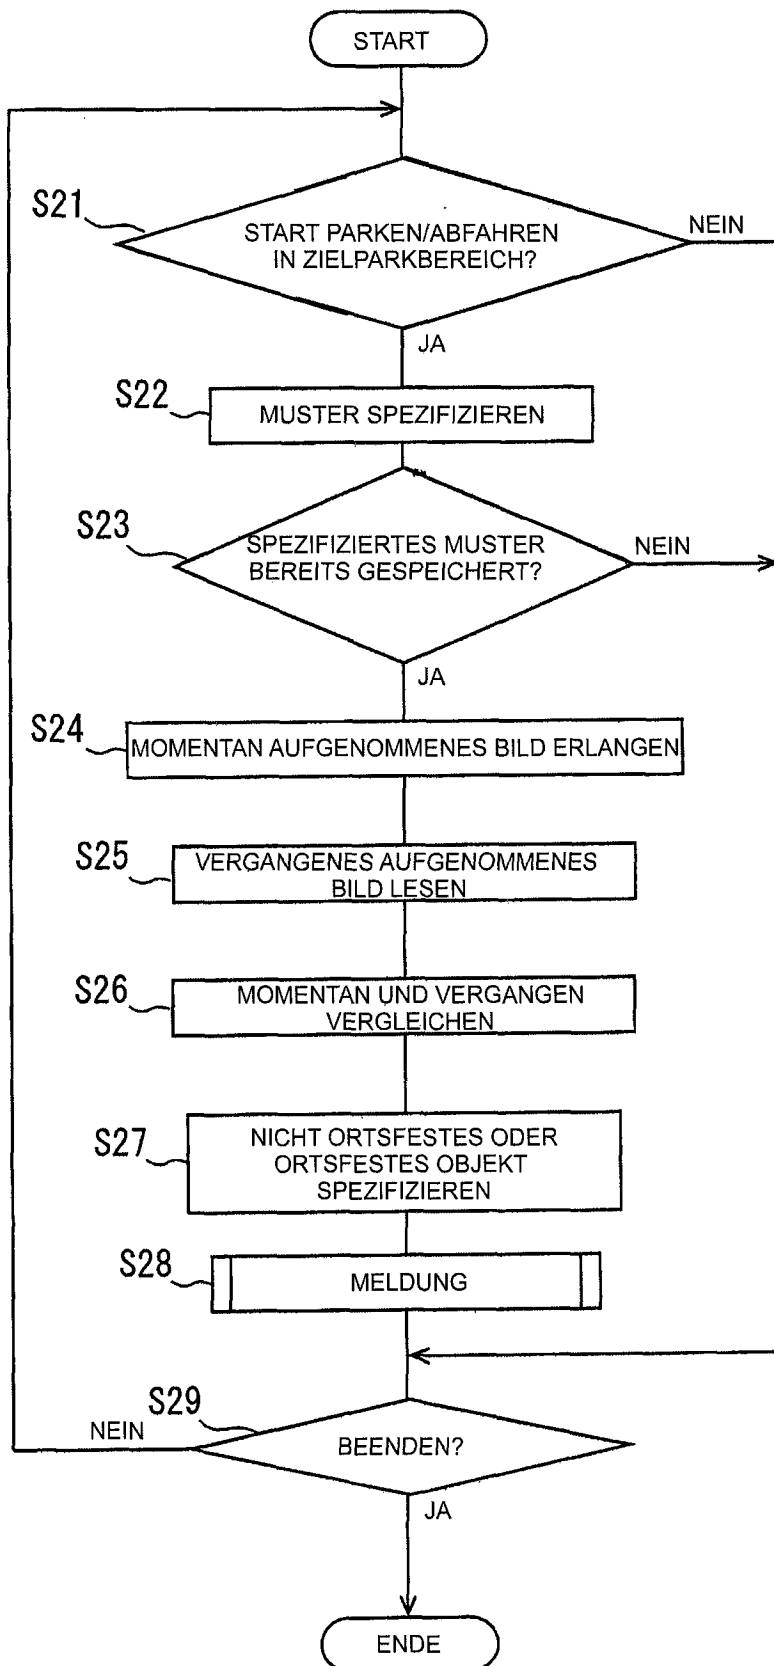 START
S21
START PARKEN/ABFAHREN
IN ZIELPARKBEREICH?
NEIN
JA
S22
MUSTER SPEZIFIZIEREN
S23
SPEZIFIZIERTES MUSTER
BEREITS GESPEICHERT?
NEIN
JA
S24
MOMENTAN AUFGENOMMENES BILD ERLANGEN
S25
VERGANGENES AUFGENOMMENES
BILD LESEN
S26
MOMENTAN UND VERGANGEN
VERGLEICHEN
S27
NICHT ORTSFESTES ODER
ORTSFESTES OBJEKT
SPEZIFIZIEREN
S28
MELDUNG
S29
NEIN
BEENDEN?
JA
ENDE